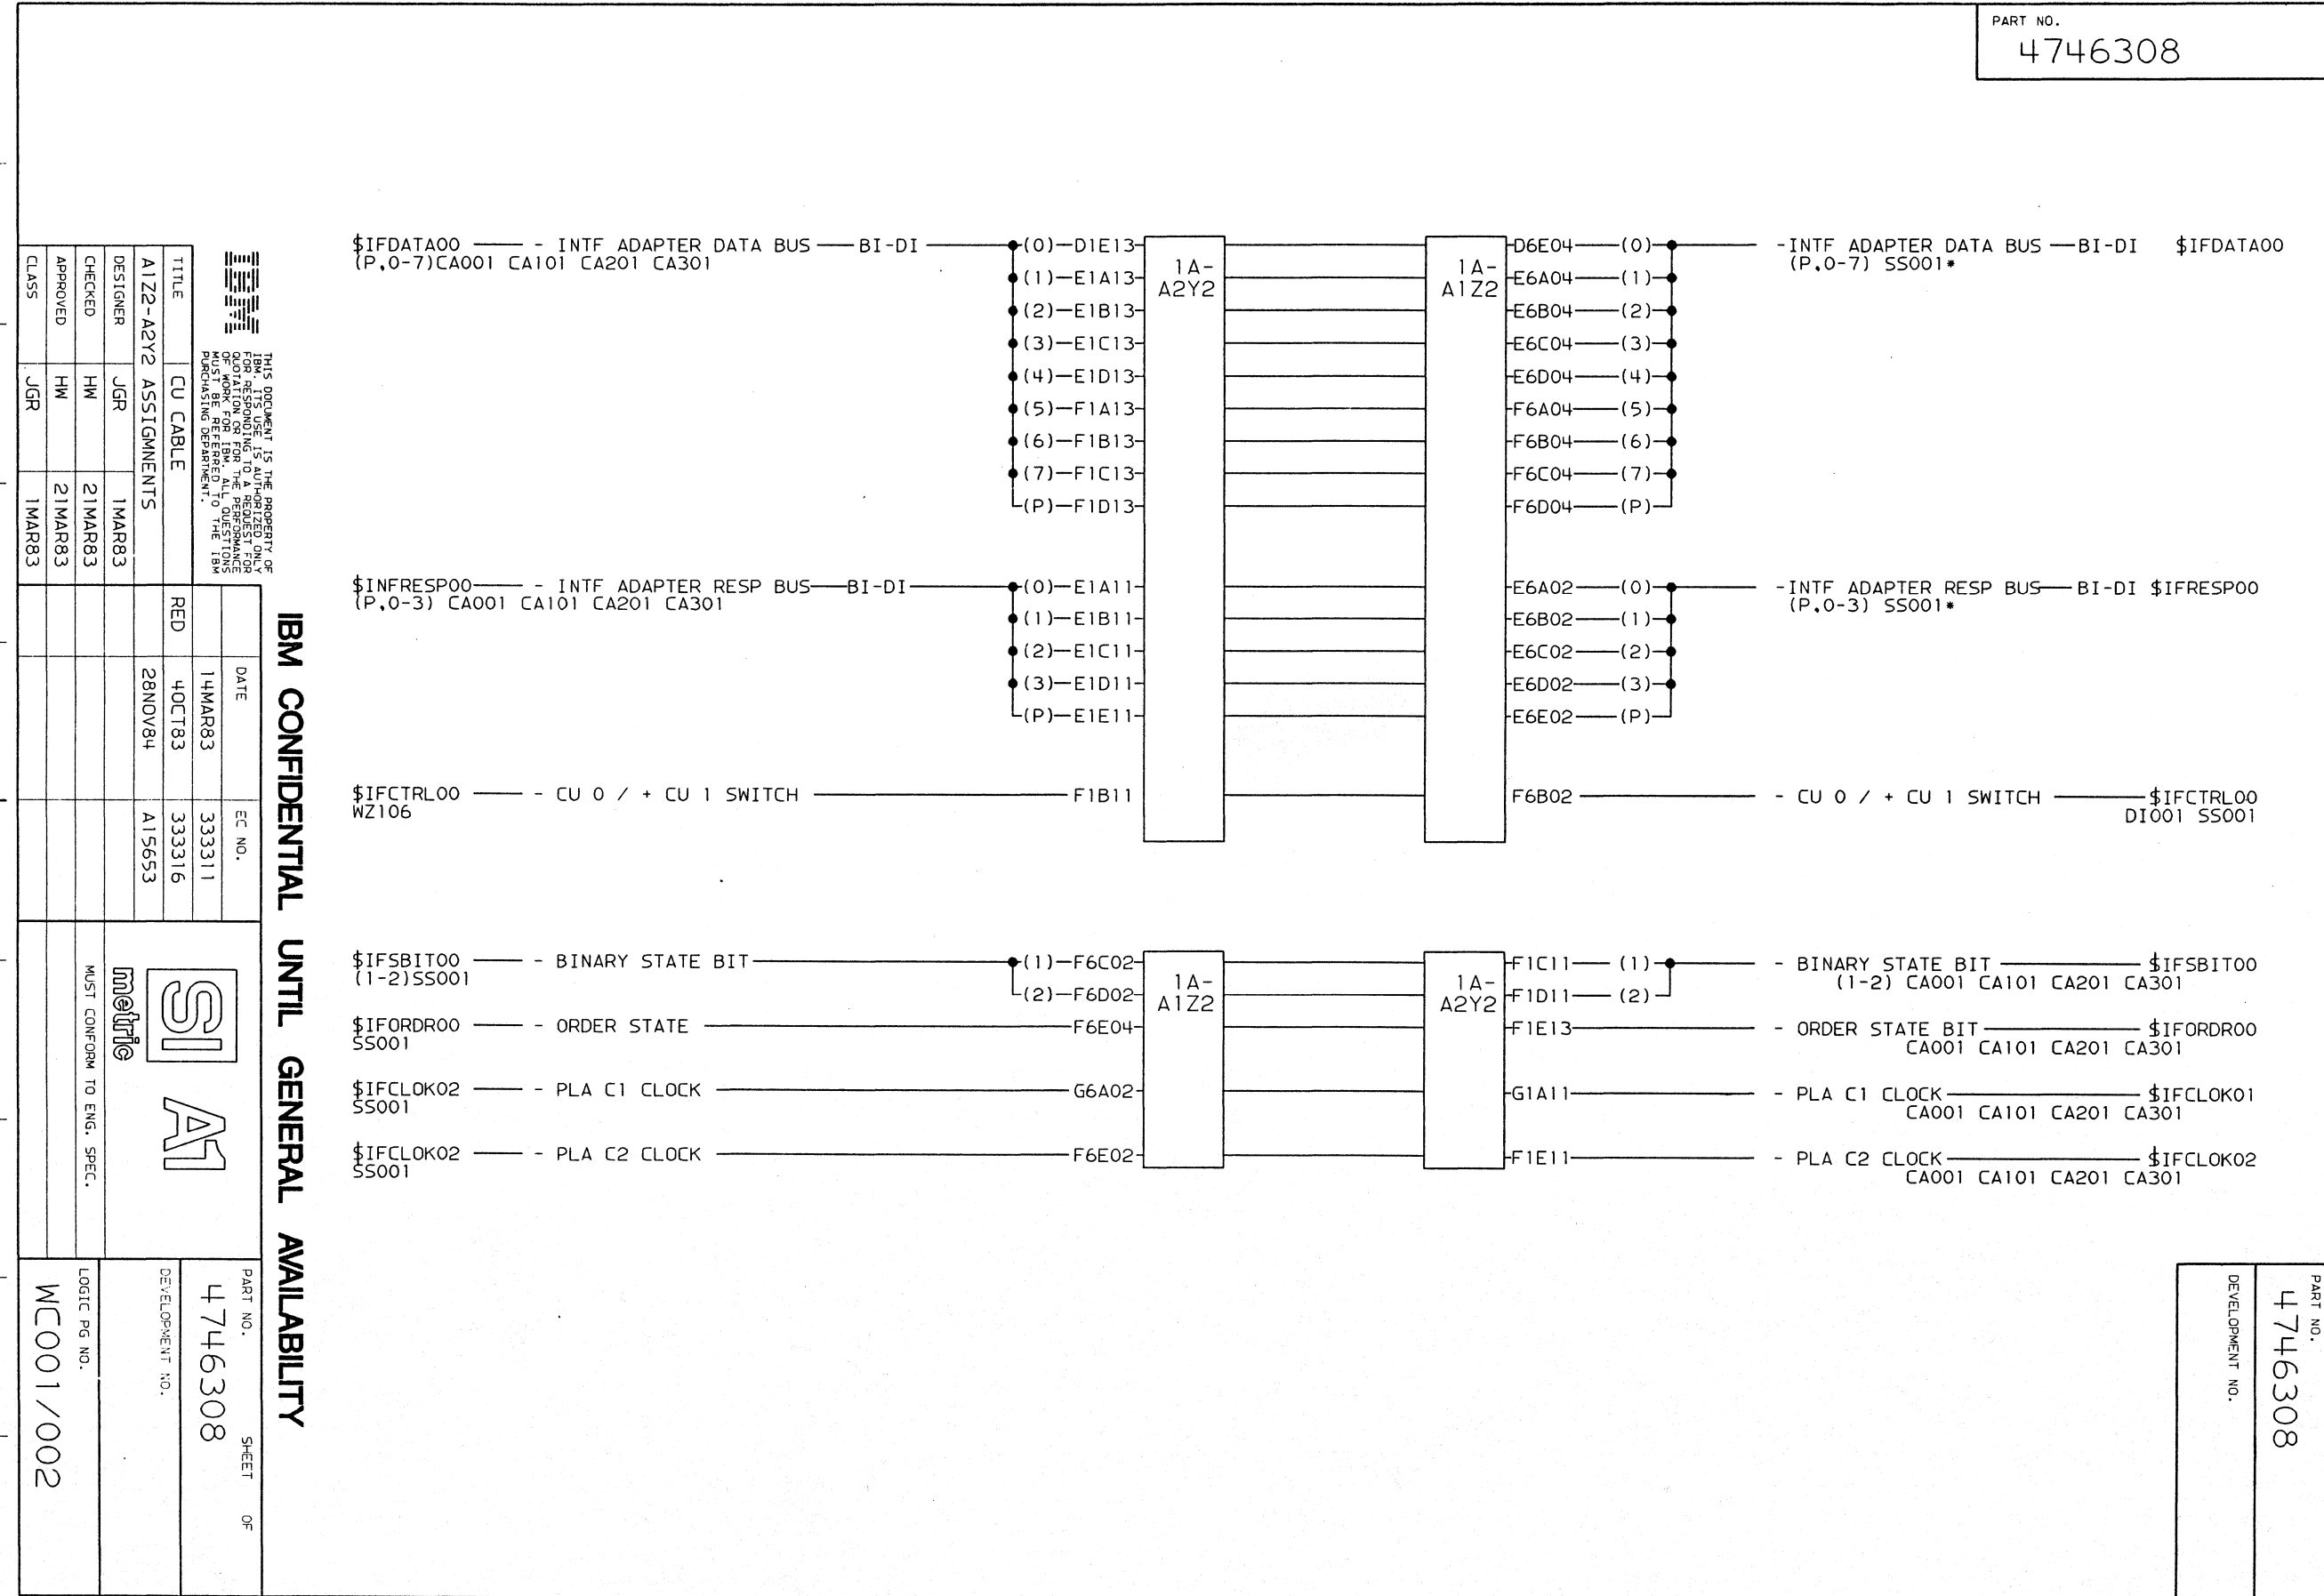 PART NO.
4746308
$IFDATA00 - INTF ADAPTER DATA BUS BI-DI
(P,0-7)CA001 CA101 CA201 CA301
(0) D1E13
(1) E1A13
(2) E1B13
(3) E1C13
(4) E1D13
(5) F1A13
(6) F1B13
(7) F1C13
(P) F1D13
1A-
A2Y2
1A-
A1Z2
D6E04 (0)
E6A04 (1)
E6B04 (2)
E6C04 (3)
E6D04 (4)
F6A04 (5)
F6B04 (6)
F6C04 (7)
F6D04 (P)
-INTF ADAPTER DATA BUS BI-DI $IFDATA00
(P,0-7) SS001*
$INFRESP00 - INTF ADAPTER RESP BUS BI-DI
(P,0-3) CA001 CA101 CA201 CA301
(0) E1A11
(1) E1B11
(2) E1C11
(3) E1D11
(P) E1E11
E6A02 (0)
E6B02 (1)
E6C02 (2)
E6D02 (3)
E6E02 (P)
-INTF ADAPTER RESP BUS BI-DI $IFRESP00
(P,0-3) SS001*
$IFCTRL00 - CU 0 / + CU 1 SWITCH F1B11
WZ106
F6B02 - CU 0 / + CU 1 SWITCH $IFCTRL00
DI001 SS001
$IFSBIT00 - BINARY STATE BIT (1) F6C02
(1-2)SS001
(2) F6D02
$IFORDR00 - ORDER STATE F6E04
SS001
$IFCLOK02 - PLA C1 CLOCK G6A02
SS001
$IFCLOK02 - PLA C2 CLOCK F6E02
SS001
1A-
A1Z2
1A-
A2Y2
F1C11 (1) - BINARY STATE BIT $IFSBIT00
(1-2) CA001 CA101 CA201 CA301
F1D11 (2)
F1E13 - ORDER STATE BIT $IFORDR00
CA001 CA101 CA201 CA301
G1A11 - PLA C1 CLOCK $IFCLOK01
CA001 CA101 CA201 CA301
F1E11 - PLA C2 CLOCK $IFCLOK02
CA001 CA101 CA201 CA301
IBM CONFIDENTIAL UNTIL GENERAL AVAILABILITY
IBM
THIS DOCUMENT IS THE PROPERTY OF
IBM. ITS USE IS AUTHORIZED ONLY
FOR RESPONDING TO A REQUEST FOR
QUOTATION OR FOR THE PERFORMANCE
OF WORK FOR IBM. ALL QUESTIONS
MUST BE REFERRED TO THE IBM
PURCHASING DEPARTMENT.
TITLE CU CABLE
A1Z2-A2Y2 ASSIGMNENTS
DESIGNER JGR 1MAR83
CHECKED HW 21MAR83
APPROVED HW 21MAR83
CLASS JGR 1MAR83
DATE EC NO.
14MAR83 333311
RED 4OCT83 333316
28NOV84 A15653
SI A1
metric
MUST CONFORM TO ENG. SPEC.
PART NO. SHEET OF
4746308
DEVELOPMENT NO.
LOGIC PG NO.
WC001/002
PART NO.
4746308
DEVELOPMENT NO.